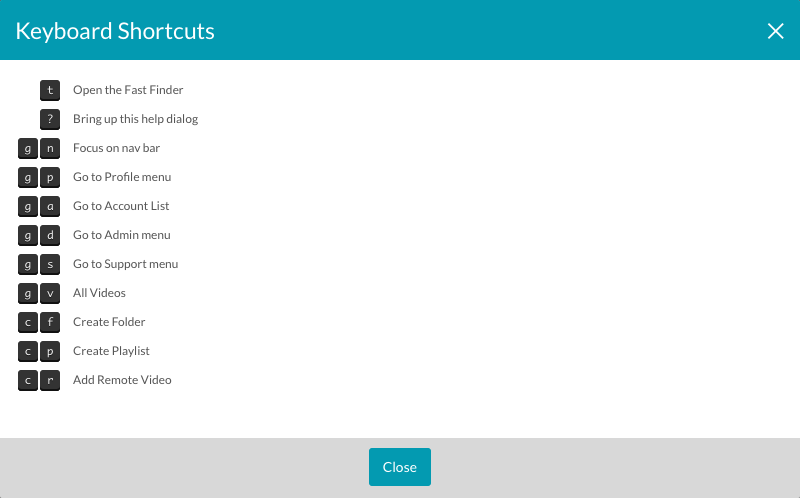 Keyboard Shortcuts
t Open the Fast Finder
? Bring up this help dialog
g n Focus on nav bar
g p Go to Profile menu
g a Go to Account List
g d Go to Admin menu
g s Go to Support menu
g v All Videos
c f Create Folder
c p Create Playlist
c r Add Remote Video
Close